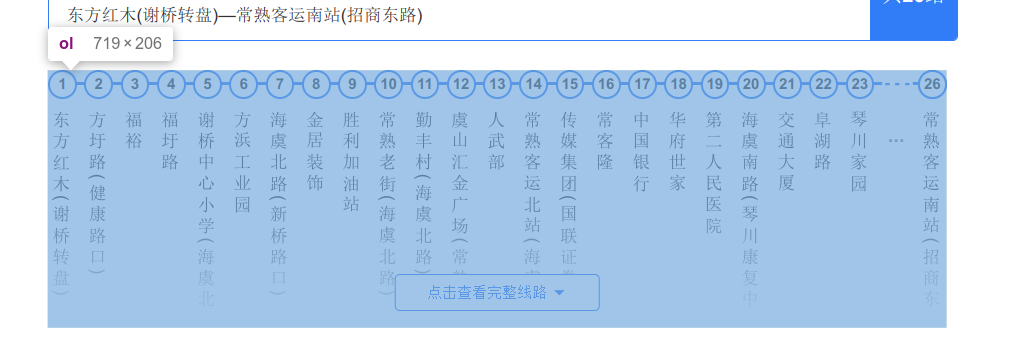 东方红木(谢桥转盘)—常熟客运南站(招商东路)
ol 719 × 206
1 2 3 4 5 6 7 8 9 10 11 12 13 14 15 16 17 18 19 20 21 22 23 26
东方红木(谢桥转盘)
方圩路(健康路口)
福裕
福圩路
谢桥中心小学(海虞北
方浜工业园
海虞北路(新桥路口)
金居装饰
胜利加油站
常熟老街(海虞北路)
勤丰村(海虞北路)
虞山汇金广场(常
人武部
常熟客运北站(海
传媒集团(国联证
常客隆
中国银行
华府世家
第二人民医院
海虞南路(琴川康复中
交通大厦
阜湖路
琴川家园
...
常熟客运南站(招商东
点击查看完整线路